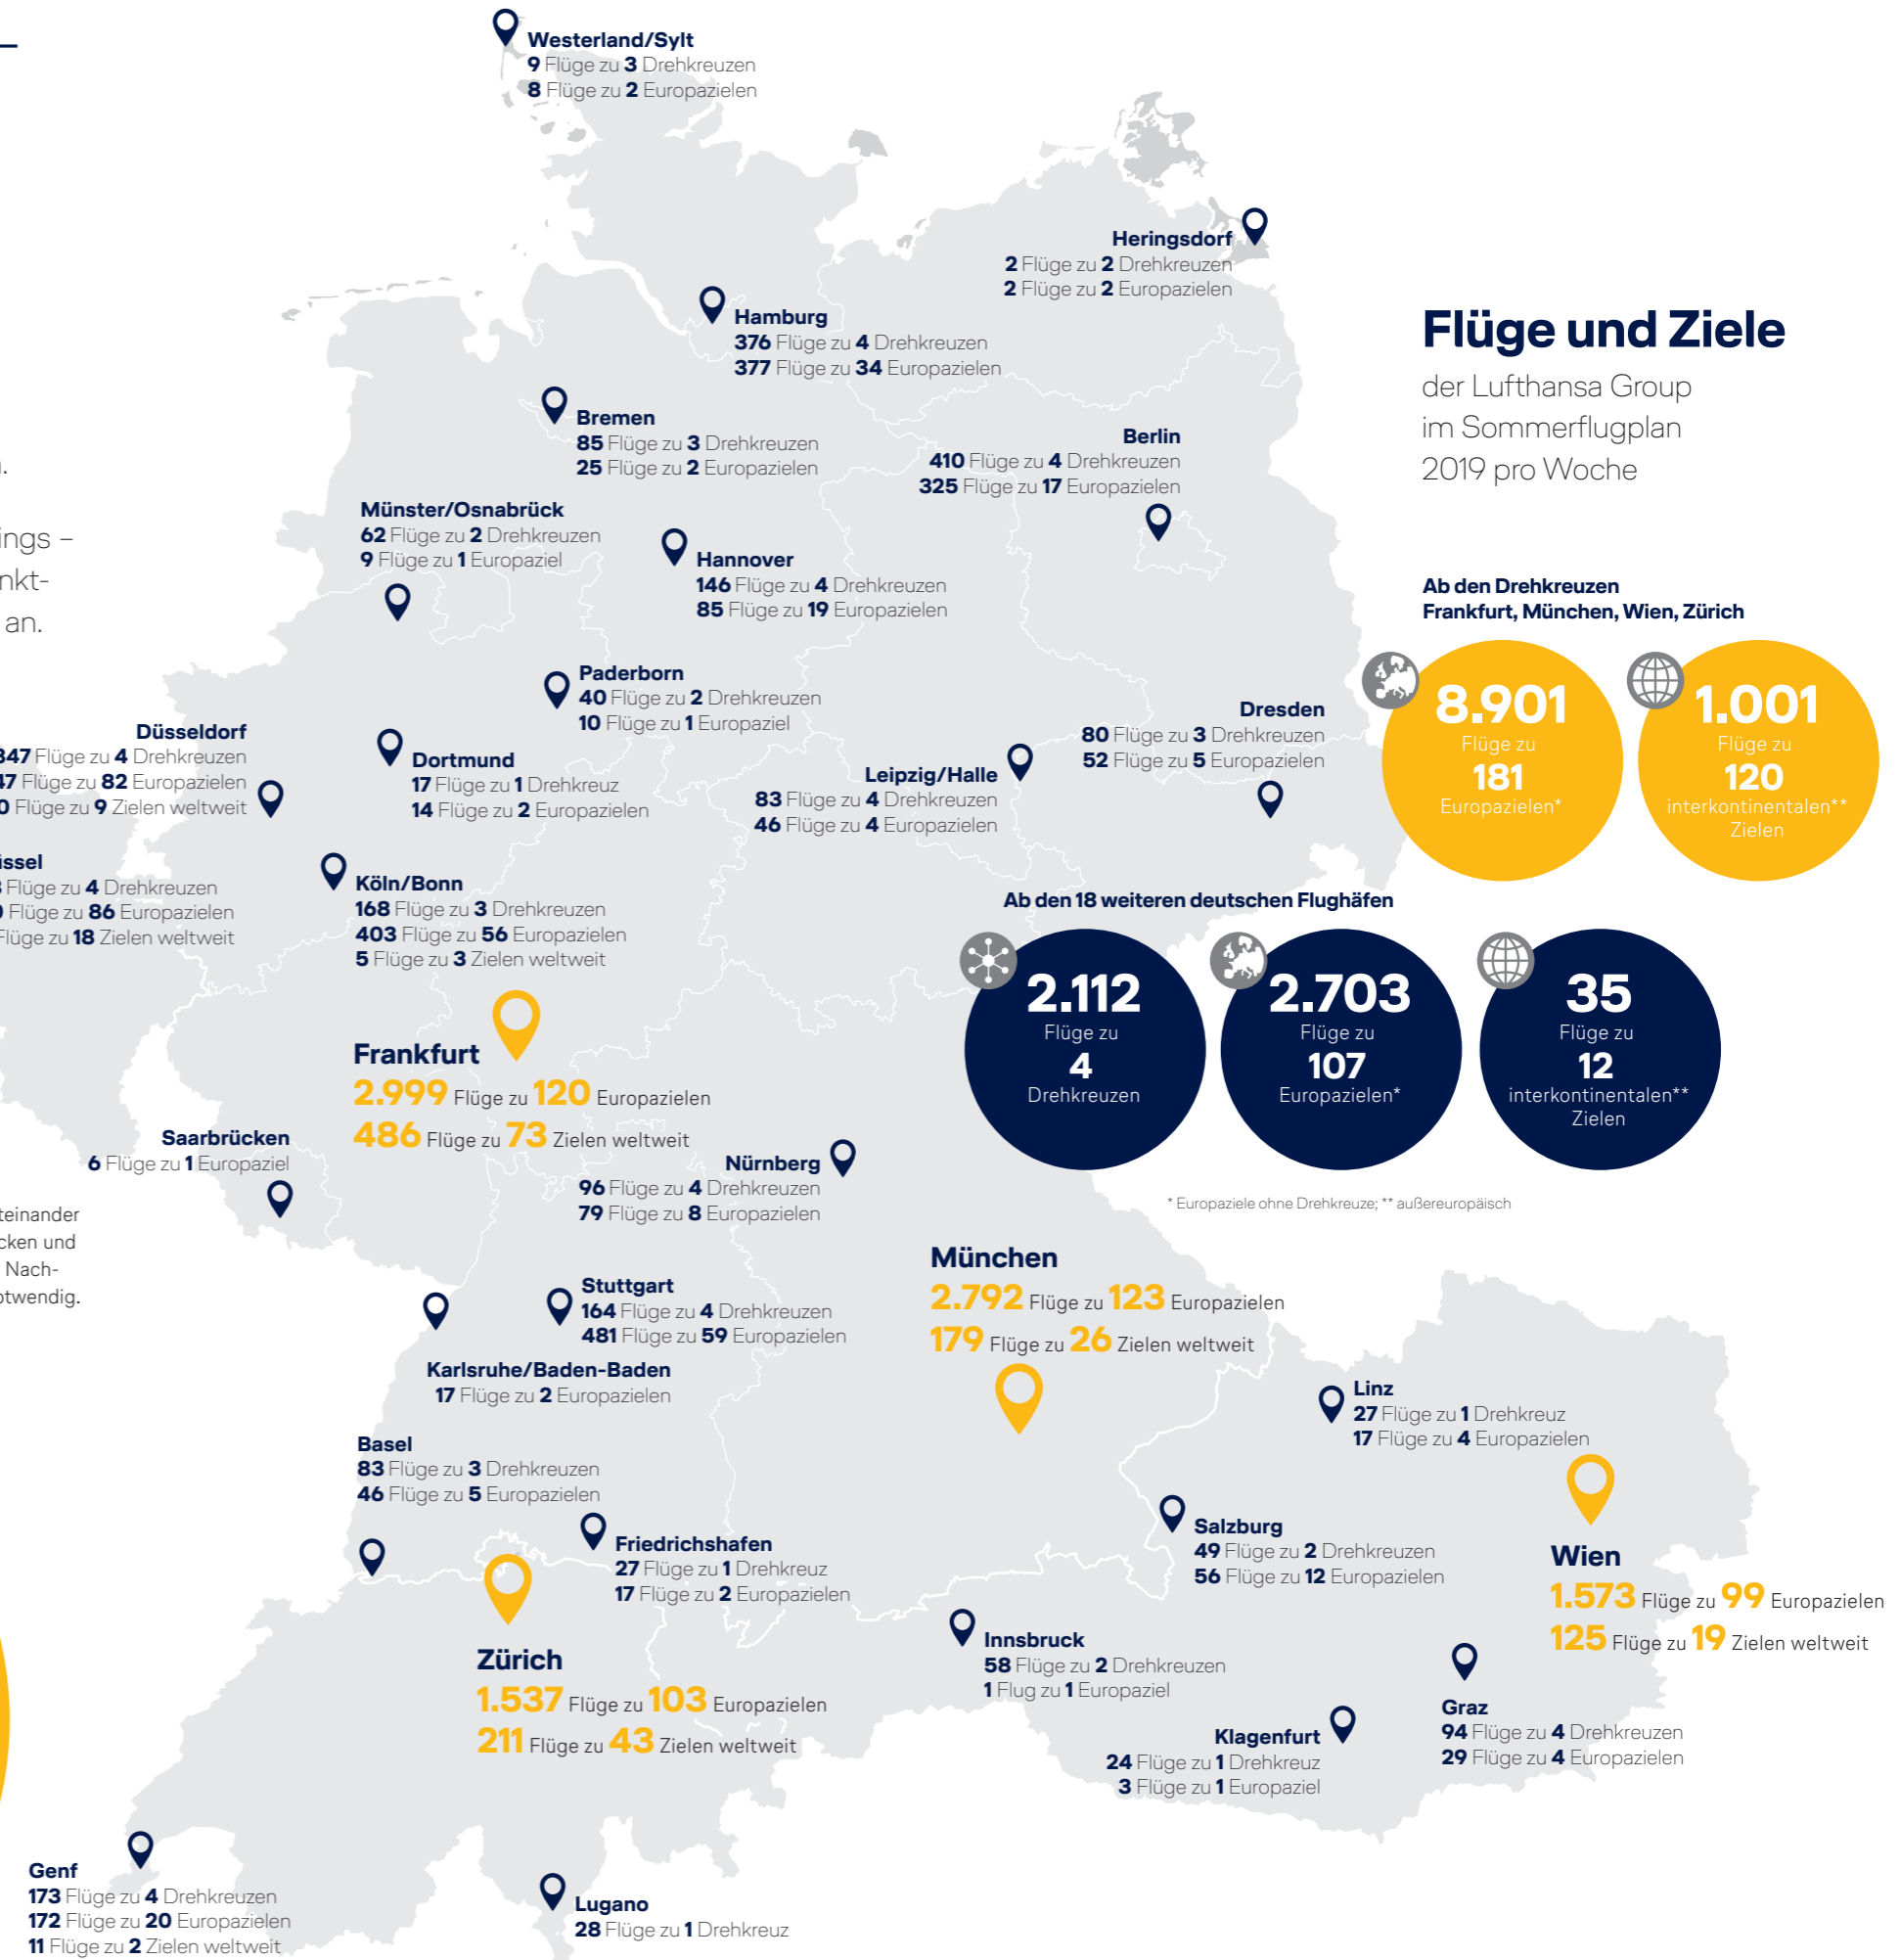 Westerland/Sylt
9 Flüge zu 3 Drehkreuzen
8 Flüge zu 2 Europazielen
Heringsdorf
2 Flüge zu 2 Drehkreuzen
2 Flüge zu 2 Europazielen
Hamburg
376 Flüge zu 4 Drehkreuzen
377 Flüge zu 34 Europazielen
Flüge und Ziele
der Lufthansa Group
im Sommerflugplan
2019 pro Woche
Bremen
85 Flüge zu 3 Drehkreuzen
25 Flüge zu 2 Europazielen
Berlin
410 Flüge zu 4 Drehkreuzen
325 Flüge zu 17 Europazielen
Münster/Osnabrück
62 Flüge zu 2 Drehkreuzen
9 Flüge zu 1 Europaziel
ings –
nkt-
an.
Hannover
146 Flüge zu 4 Drehkreuzen
85 Flüge zu 19 Europazielen
Ab den Drehkreuzen
Frankfurt, München, Wien, Zürich
8.901
Flüge zu
181
Europazielen*
1.001
Flüge zu
120
interkontinentalen**
Zielen
Paderborn
40 Flüge zu 2 Drehkreuzen
10 Flüge zu 1 Europaziel
Düsseldorf
347 Flüge zu 4 Drehkreuzen
47 Flüge zu 82 Europazielen
0 Flüge zu 9 Zielen weltweit
Dortmund
17 Flüge zu 1 Drehkreuz
14 Flüge zu 2 Europazielen
Dresden
80 Flüge zu 3 Drehkreuzen
52 Flüge zu 5 Europazielen
Leipzig/Halle
83 Flüge zu 4 Drehkreuzen
46 Flüge zu 4 Europazielen
issel
Flüge zu 4 Drehkreuzen
Flüge zu 86 Europazielen
Flüge zu 18 Zielen weltweit
Köln/Bonn
168 Flüge zu 3 Drehkreuzen
403 Flüge zu 56 Europazielen
5 Flüge zu 3 Zielen weltweit
Ab den 18 weiteren deutschen Flughäfen
2.112
Flüge zu
4
Drehkreuzen
2.703
Flüge zu
107
Europazielen*
35
Flüge zu
12
interkontinentalen**
Zielen
* Europaziele ohne Drehkreuze; ** außereuropäisch
Frankfurt
2.999 Flüge zu 120 Europazielen
486 Flüge zu 73 Zielen weltweit
Saarbrücken
6 Flüge zu 1 Europaziel
Nürnberg
96 Flüge zu 4 Drehkreuzen
79 Flüge zu 8 Europazielen
teinander
cken und
Nach-
otwendig.
München
2.792 Flüge zu 123 Europazielen
179 Flüge zu 26 Zielen weltweit
Stuttgart
164 Flüge zu 4 Drehkreuzen
481 Flüge zu 59 Europazielen
Karlsruhe/Baden-Baden
17 Flüge zu 2 Europazielen
Linz
27 Flüge zu 1 Drehkreuz
17 Flüge zu 4 Europazielen
Basel
83 Flüge zu 3 Drehkreuzen
46 Flüge zu 5 Europazielen
Friedrichshafen
27 Flüge zu 1 Drehkreuz
17 Flüge zu 2 Europazielen
Salzburg
49 Flüge zu 2 Drehkreuzen
56 Flüge zu 12 Europazielen
Wien
1.573 Flüge zu 99 Europazielen
125 Flüge zu 19 Zielen weltweit
Zürich
1.537 Flüge zu 103 Europazielen
211 Flüge zu 43 Zielen weltweit
Innsbruck
58 Flüge zu 2 Drehkreuzen
1 Flug zu 1 Europaziel
Klagenfurt
24 Flüge zu 1 Drehkreuz
3 Flüge zu 1 Europaziel
Graz
94 Flüge zu 4 Drehkreuzen
29 Flüge zu 4 Europazielen
Genf
173 Flüge zu 4 Drehkreuzen
172 Flüge zu 20 Europazielen
11 Flüge zu 2 Zielen weltweit
Lugano
28 Flüge zu 1 Drehkreuz